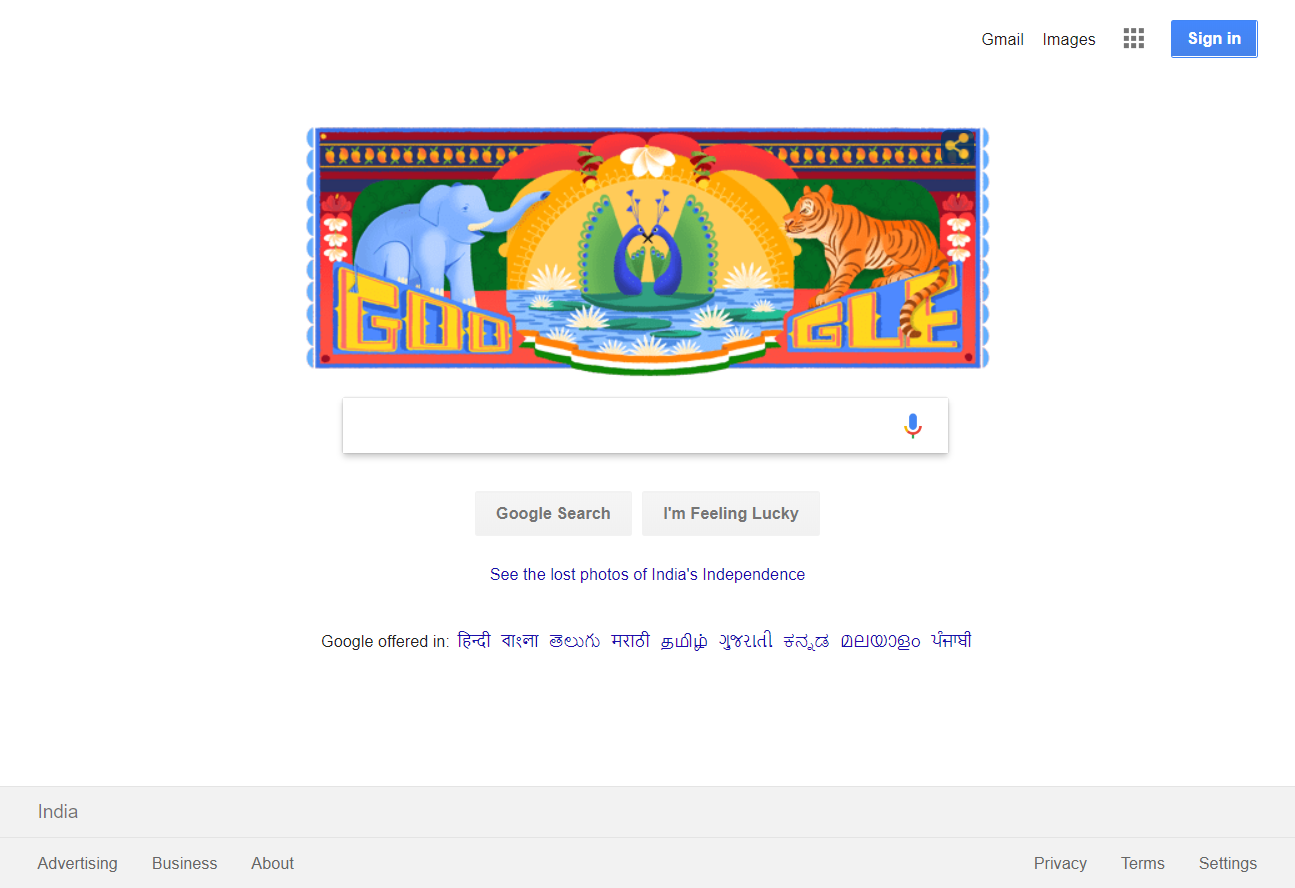 Gmail Images Sign in
GOO GLE
Google Search I'm Feeling Lucky
See the lost photos of India's Independence
Google offered in: हिन्दी বাংলা తెలుగు मराठी தமிழ் ગુજરાતી ಕನ್ನಡ മലയാളം ਪੰਜਾਬੀ
India
Advertising Business About Privacy Terms Settings